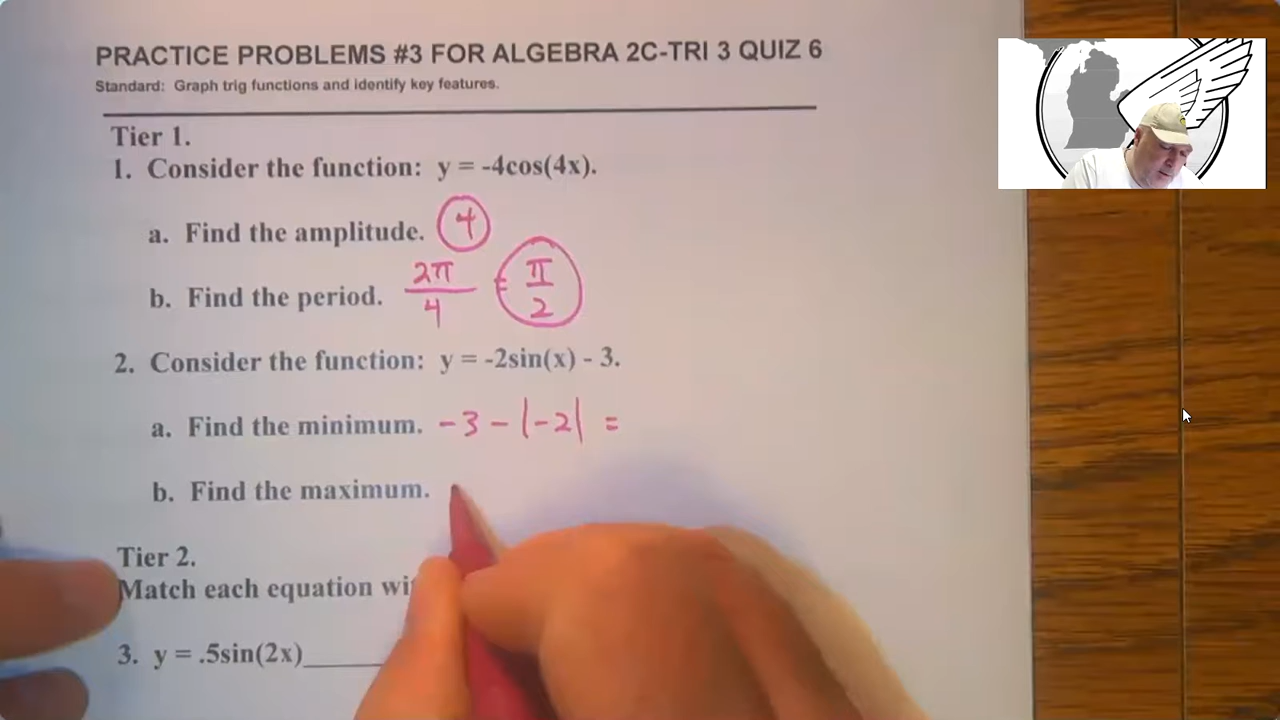 PRACTICE PROBLEMS #3 FOR ALGEBRA 2C-TRI 3 QUIZ 6
Standard: Graph trig functions and identify key features.
Tier 1.
1. Consider the function: y = -4cos(4x).
a. Find the amplitude. 4
b. Find the period. 2π/4 = π/2
2. Consider the function: y = -2sin(x) - 3.
a. Find the minimum. -3 - |-2| =
b. Find the maximum.
Tier 2.
Match each equation
3. y = .5sin(2x)_____